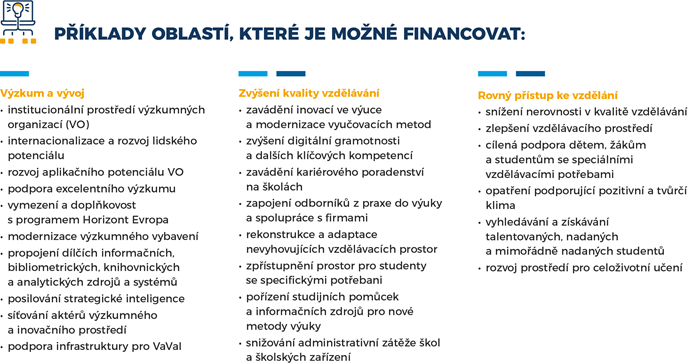 PŘÍKLADY OBLASTÍ, KTERÉ JE MOŽNÉ FINANCOVAT:
Výzkum a vývoj
• institucionální prostředí výzkumných
organizací (VO)
• internacionalizace a rozvoj lidského
potenciálu
• rozvoj aplikačního potenciálu VO
• podpora excelentního výzkumu
• vymezení a doplňkovost
s programem Horizont Evropa
• modernizace výzkumného vybavení
• propojení dílčích informačních,
bibliometrických, knihovnických
a analytických zdrojů a systémů
• posilování strategické inteligence
• síťování aktérů výzkumného
a inovačního prostředí
• podpora infrastruktury pro VaVaI
Zvýšení kvality vzdělávání
• zavádění inovací ve výuce
a modernizace vyučovacích metod
• zvýšení digitální gramotnosti
a dalších klíčových kompetencí
• zavádění kariérového poradenství
na školách
• zapojení odborníků z praxe do výuky
a spolupráce s firmami
• rekonstrukce a adaptace
nevyhovujících vzdělávacích prostor
• zpřístupnění prostor pro studenty
se specifickými potřebani
• pořízení studijních pomůcek
a informačních zdrojů pro nové
metody výuky
• snižování administrativní zátěže škol
a školských zařízení
Rovný přístup ke vzdělání
• snížení nerovnosti v kvalitě vzdělávání
• zlepšení vzdělávacího prostředí
• cílená podpora dětem, žákům
a studentům se speciálními
vzdělávacími potřebami
• opatření podporující pozitivní a tvůrčí
klima
• vyhledávání a získávání
talentovaných, nadaných
a mimořádně nadaných studentů
• rozvoj prostředí pro celoživotní učení